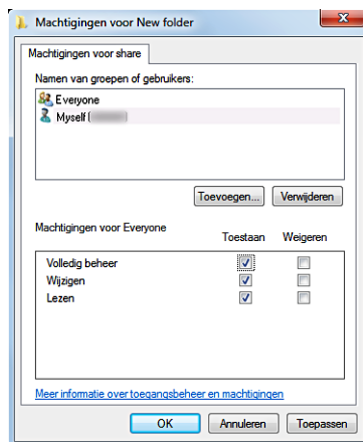 Machtigingen voor New folder
Machtigingen voor share
Namen van groepen of gebruikers:
Everyone
Myself (
Toevoegen... Verwijderen
Machtigingen voor Everyone Toestaan Weigeren
Volledig beheer
Wijzigen
Lezen
Meer informatie over toegangsbeheer en machtigingen
OK Annuleren Toepassen